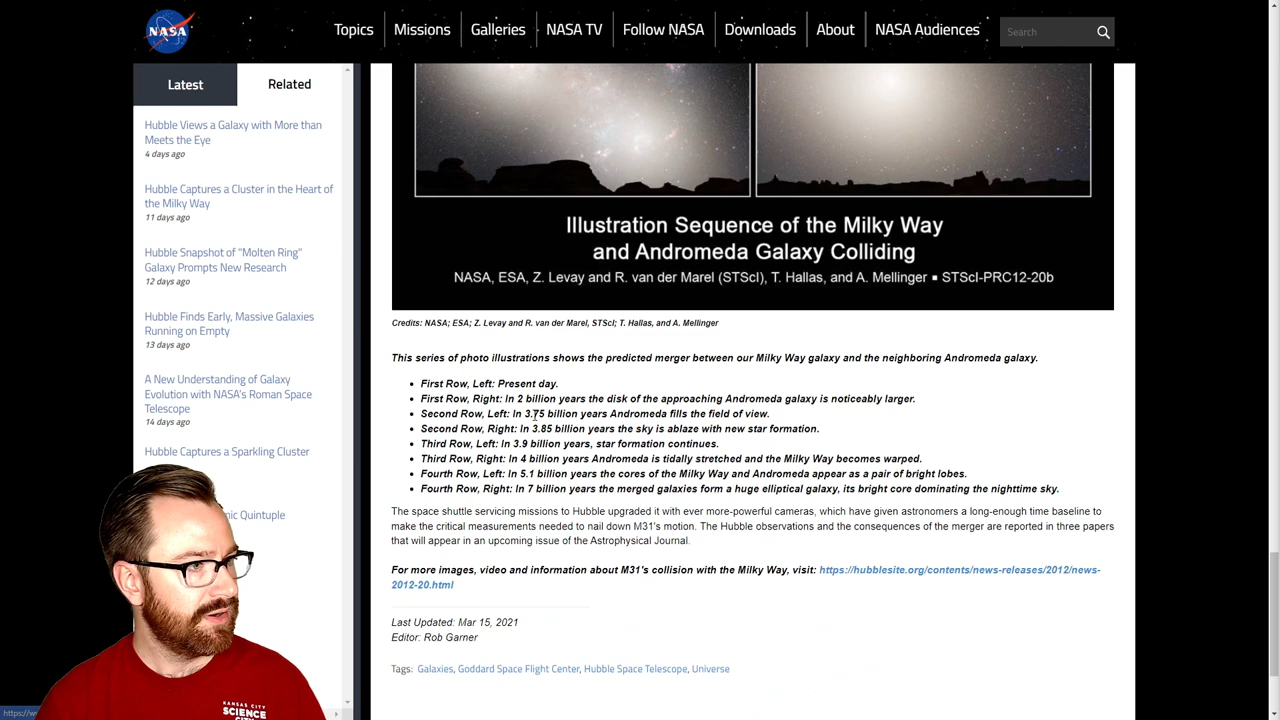 NASA
Topics
Missions
Galleries
NASA TV
Follow NASA
Downloads
About
NASA Audiences
Search
Latest
Related
Hubble Views a Galaxy with More than
Meets the Eye
4 days ago
Hubble Captures a Cluster in the Heart of
the Milky Way
11 days ago
Hubble Snapshot of "Molten Ring"
Galaxy Prompts New Research
12 days ago
Hubble Finds Early, Massive Galaxies
Running on Empty
13 days ago
A New Understanding of Galaxy
Evolution with NASA's Roman Space
Telescope
14 days ago
Hubble Captures a Sparkling Cluster
Quintuple
Illustration Sequence of the Milky Way
and Andromeda Galaxy Colliding
NASA, ESA, Z. Levay and R. van der Marel (STScI), T. Hallas, and A. Mellinger ▪ STScI-PRC12-20b
Credits: NASA; ESA; Z. Levay and R. van der Marel, STScI; T. Hallas, and A. Mellinger
This series of photo illustrations shows the predicted merger between our Milky Way galaxy and the neighboring Andromeda galaxy.
• First Row, Left: Present day.
• First Row, Right: In 2 billion years the disk of the approaching Andromeda galaxy is noticeably larger.
• Second Row, Left: In 3.75 billion years Andromeda fills the field of view.
• Second Row, Right: In 3.85 billion years the sky is ablaze with new star formation.
• Third Row, Left: In 3.9 billion years, star formation continues.
• Third Row, Right: In 4 billion years Andromeda is tidally stretched and the Milky Way becomes warped.
• Fourth Row, Left: In 5.1 billion years the cores of the Milky Way and Andromeda appear as a pair of bright lobes.
• Fourth Row, Right: In 7 billion years the merged galaxies form a huge elliptical galaxy, its bright core dominating the nighttime sky.
The space shuttle servicing missions to Hubble upgraded it with ever more-powerful cameras, which have given astronomers a long-enough time baseline to
make the critical measurements needed to nail down M31's motion. The Hubble observations and the consequences of the merger are reported in three papers
that will appear in an upcoming issue of the Astrophysical Journal.
For more images, video and information about M31's collision with the Milky Way, visit: https://hubblesite.org/contents/news-releases/2012/news-
2012-20.html
Last Updated: Mar 15, 2021
Editor: Rob Garner
Tags: Galaxies, Goddard Space Flight Center, Hubble Space Telescope, Universe
KANSAS CITY
SCIENCE